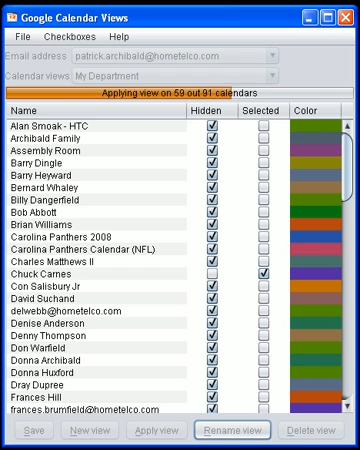 Google Calendar Views
File Checkboxes Help
Email address patrick.archibald@hometelco.com
Calendar views My Department
Applying view on 59 out 91 calendars
Name Hidden Selected Color
Alan Smoak - HTC
Archibald Family
Assembly Room
Barry Dingle
Barry Heyward
Bernard Whaley
Billy Dangerfield
Bob Abbott
Brian Williams
Carolina Panthers 2008
Carolina Panthers Calendar (NFL)
Charles Matthews II
Chuck Carnes
Con Salisbury Jr
David Suchand
delwebb@hometelco.com
Denise Anderson
Denny Thompson
Don Warfield
Donna Archibald
Donna Huxford
Dray Dupree
Frances Hill
frances.brumfield@hometelco.com
Save New view Apply view Rename view Delete view